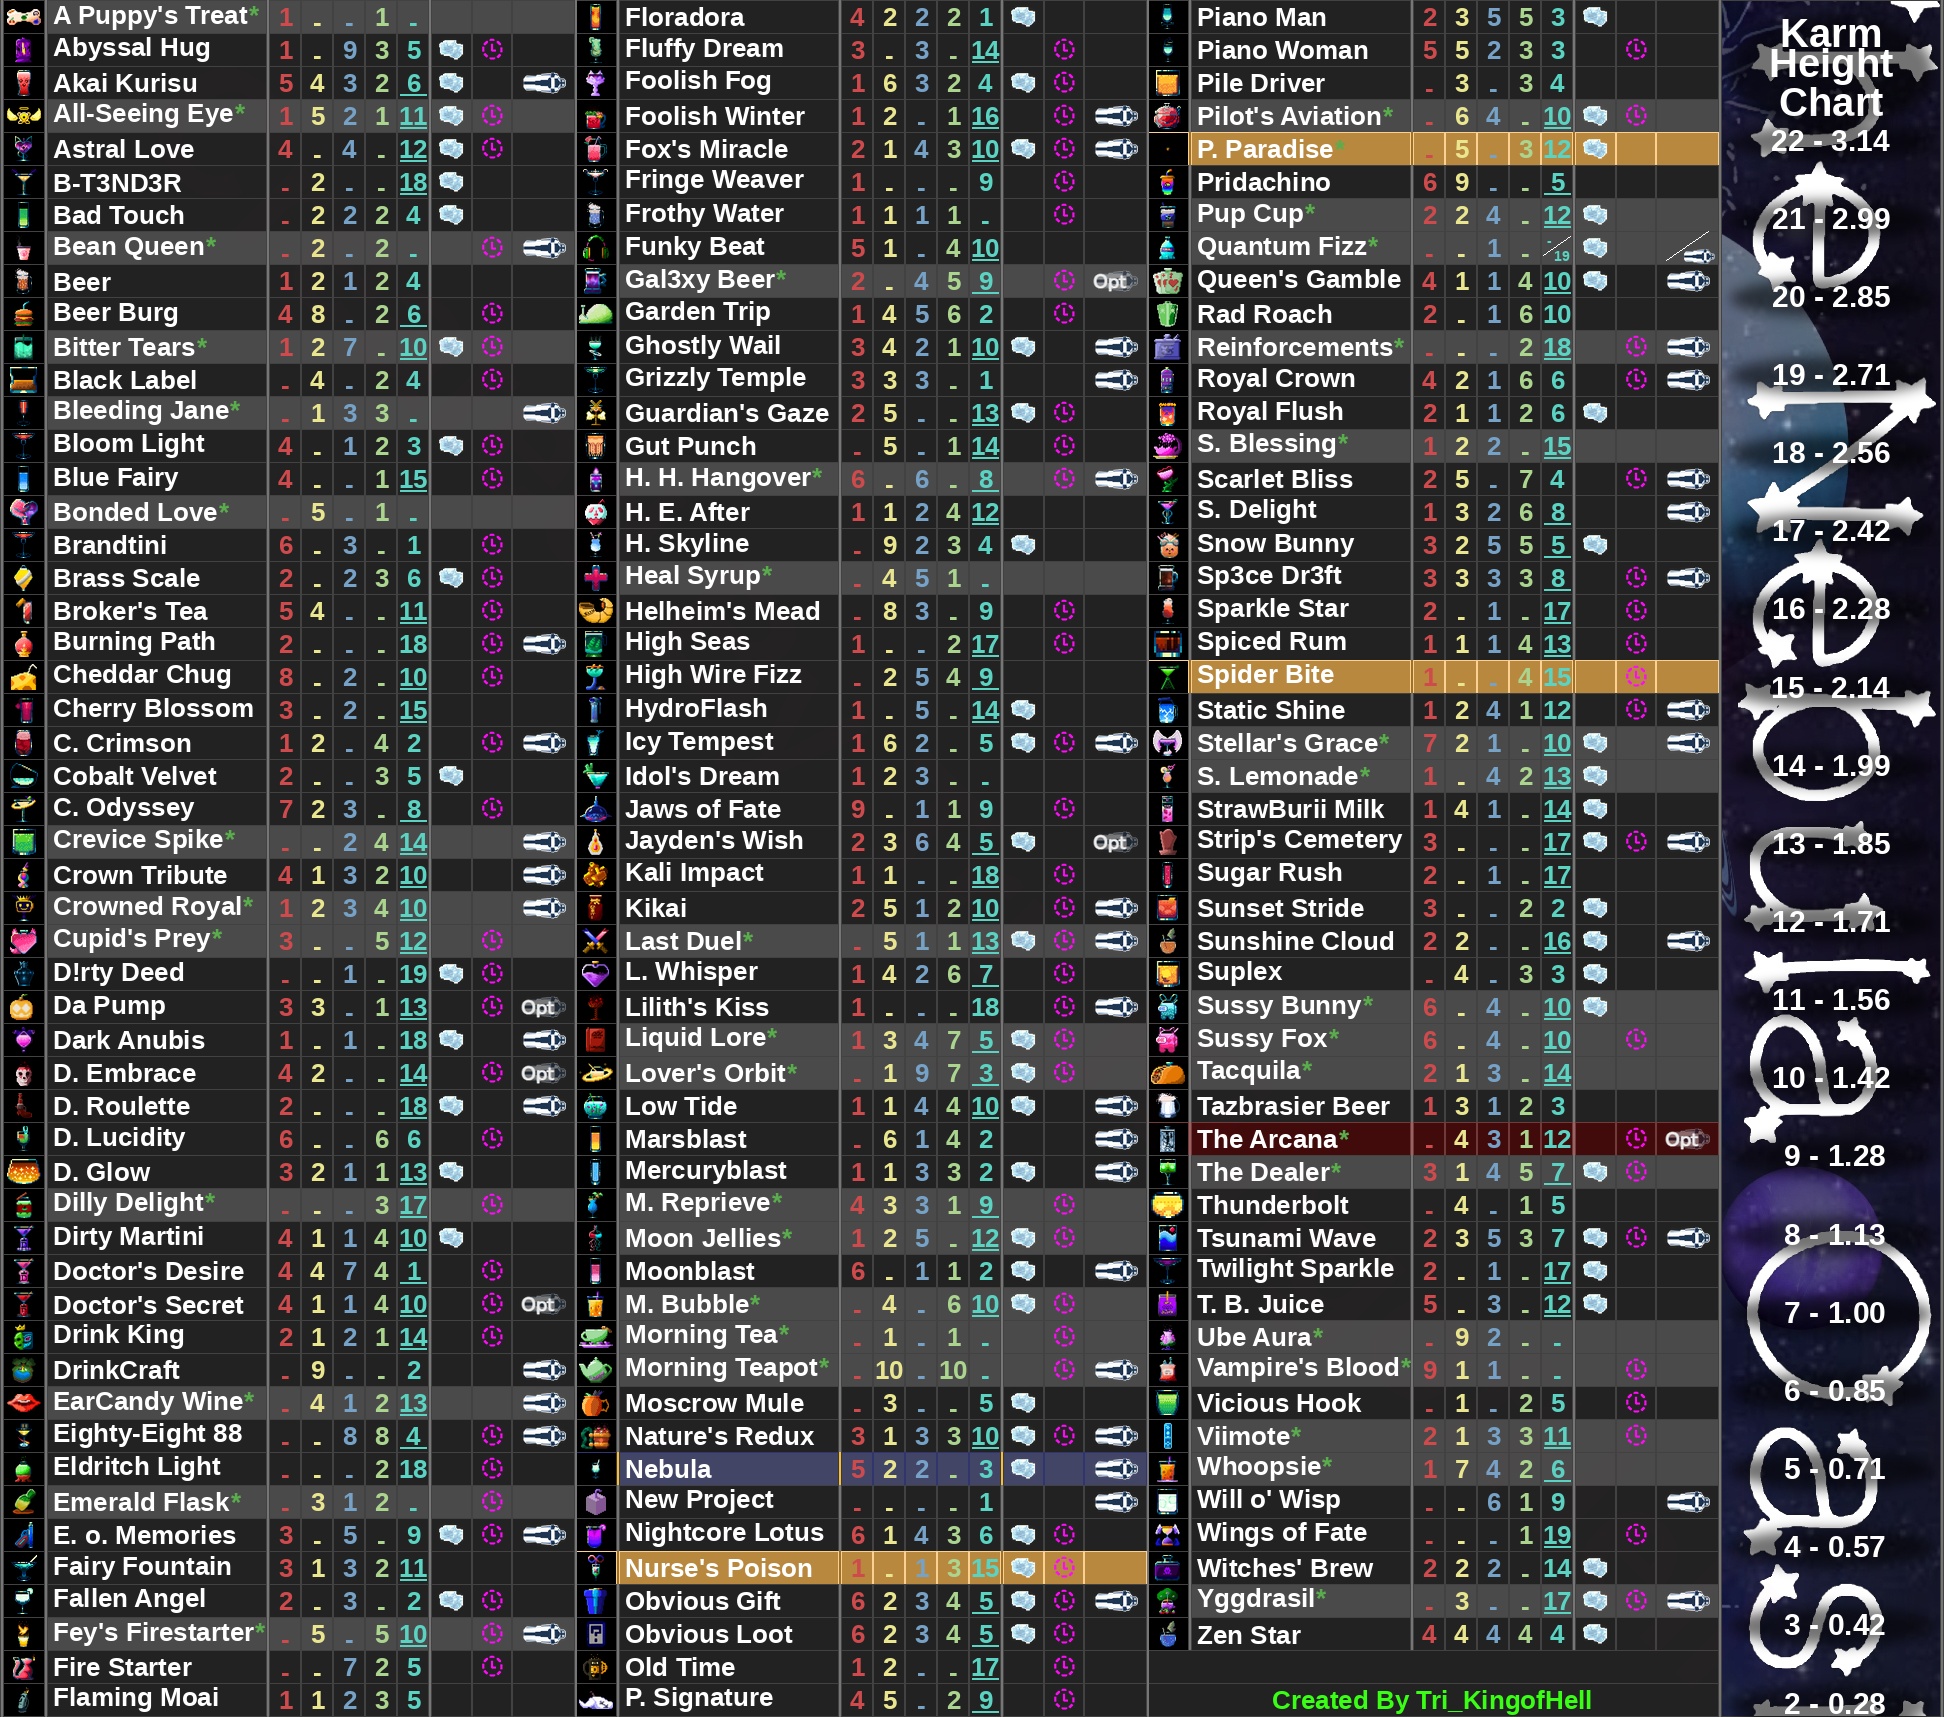 A Puppy's Treat* 1 - - 1 -
Abyssal Hug 1 - 9 3 5
Akai Kurisu 5 4 3 2 6
All-Seeing Eye* 1 5 2 1 11
Astral Love 4 - 4 - 12
B-T3ND3R - 2 - - 18
Bad Touch - 2 2 2 4
Bean Queen* - 2 - 2 -
Beer 1 2 1 2 4
Beer Burg 4 8 - 2 6
Bitter Tears* 1 2 7 - 10
Black Label - 4 - 2 4
Bleeding Jane* - 1 3 3 -
Bloom Light 4 - 1 2 3
Blue Fairy 4 - - 1 15
Bonded Love* - 5 - 1 -
Brandtini 6 - 3 - 1
Brass Scale 2 - 2 3 6
Broker's Tea 5 4 - - 11
Burning Path 2 - - - 18
Cheddar Chug 8 - 2 - 10
Cherry Blossom 3 - 2 - 15
C. Crimson 1 2 - 4 2
Cobalt Velvet 2 - - 3 5
C. Odyssey 7 2 3 - 8
Crevice Spike* - - 2 4 14
Crown Tribute 4 1 3 2 10
Crowned Royal* 1 2 3 4 10
Cupid's Prey* 3 - - 5 12
D!rty Deed - - 1 - 19
Da Pump 3 3 - 1 13 Opt
Dark Anubis 1 - 1 - 18
D. Embrace 4 2 - - 14 Opt
D. Roulette 2 - - - 18
D. Lucidity 6 - - 6 6
D. Glow 3 2 1 1 13
Dilly Delight* - - - 3 17
Dirty Martini 4 1 1 4 10
Doctor's Desire 4 4 7 4 1
Doctor's Secret 4 1 1 4 10 Opt
Drink King 2 1 2 1 14
DrinkCraft - 9 - - 2
EarCandy Wine* - 4 1 2 13
Eighty-Eight 88 - - 8 8 4
Eldritch Light - - - 2 18
Emerald Flask* - 3 1 2 -
E. o. Memories 3 - 5 - 9
Fairy Fountain 3 1 3 2 11
Fallen Angel 2 - 3 - 2
Fey's Firestarter* - 5 - 5 10
Fire Starter - - 7 2 5
Flaming Moai 1 1 2 3 5
Floradora 4 2 2 2 1
Fluffy Dream 3 - 3 - 14
Foolish Fog 1 6 3 2 4
Foolish Winter 1 2 - 1 16
Fox's Miracle 2 1 4 3 10
Fringe Weaver 1 - - - 9
Frothy Water 1 1 1 1 -
Funky Beat 5 1 - 4 10
Gal3xy Beer* 2 - 4 5 9 Opt
Garden Trip 1 4 5 6 2
Ghostly Wail 3 4 2 1 10
Grizzly Temple 3 3 3 - 1
Guardian's Gaze 2 5 - - 13
Gut Punch - 5 - 1 14
H. H. Hangover* 6 - 6 - 8
H. E. After 1 1 2 4 12
H. Skyline - 9 2 3 4
Heal Syrup* - 4 5 1 -
Helheim's Mead - 8 3 - 9
High Seas 1 - - 2 17
High Wire Fizz - 2 5 4 9
HydroFlash 1 - 5 - 14
Icy Tempest 1 6 2 - 5
Idol's Dream 1 2 3 - -
Jaws of Fate 9 - 1 1 9
Jayden's Wish 2 3 6 4 5 Opt
Kali Impact 1 1 - - 18
Kikai 2 5 1 2 10
Last Duel* - 5 1 1 13
L. Whisper 1 4 2 6 7
Lilith's Kiss 1 - - - 18
Liquid Lore* 1 3 4 7 5
Lover's Orbit* - 1 9 7 3
Low Tide 1 1 4 4 10
Marsblast - 6 1 4 2
Mercuryblast 1 1 3 3 2
M. Reprieve* 4 3 3 1 9
Moon Jellies* 1 2 5 - 12
Moonblast 6 - 1 1 2
M. Bubble* - 4 - 6 10
Morning Tea* - 1 - 1 -
Morning Teapot* - 10 - 10 -
Moscrow Mule - 3 - - 5
Nature's Redux 3 1 3 3 10
Nebula 5 2 2 - 3
New Project - - - - 1
Nightcore Lotus 6 1 4 3 6
Nurse's Poison 1 - 1 3 15
Obvious Gift 6 2 3 4 5
Obvious Loot 6 2 3 4 5
Old Time 1 2 - - 17
P. Signature 4 5 - 2 9
Piano Man 2 3 5 5 3
Piano Woman 5 5 2 3 3
Pile Driver - 3 - 3 4
Pilot's Aviation* - 6 4 - 10
P. Paradise* - 5 - 3 12
Pridachino 6 9 - - 5
Pup Cup* 2 2 4 - 12
Quantum Fizz* - - 1 - -/19
Queen's Gamble 4 1 1 4 10
Rad Roach 2 - 1 6 10
Reinforcements* - - - 2 18
Royal Crown 4 2 1 6 6
Royal Flush 2 1 1 2 6
S. Blessing* 1 2 2 - 15
Scarlet Bliss 2 5 - 7 4
S. Delight 1 3 2 6 8
Snow Bunny 3 2 5 5 5
Sp3ce Dr3ft 3 3 3 3 8
Sparkle Star 2 - 1 - 17
Spiced Rum 1 1 1 4 13
Spider Bite 1 - - 4 15
Static Shine 1 2 4 1 12
Stellar's Grace* 7 2 1 - 10
S. Lemonade* 1 - 4 2 13
StrawBurii Milk 1 4 1 - 14
Strip's Cemetery 3 - - - 17
Sugar Rush 2 - 1 - 17
Sunset Stride 3 - - 2 2
Sunshine Cloud 2 2 - - 16
Suplex - 4 - 3 3
Sussy Bunny* 6 - 4 - 10
Sussy Fox* 6 - 4 - 10
Tacquila* 2 1 3 - 14
Tazbrasier Beer 1 3 1 2 3
The Arcana* - 4 3 1 12 Opt
The Dealer* 3 1 4 5 7
Thunderbolt - 4 - 1 5
Tsunami Wave 2 3 5 3 7
Twilight Sparkle 2 - 1 - 17
T. B. Juice 5 - 3 - 12
Ube Aura* - 9 2 - -
Vampire's Blood* 9 1 1 - -
Vicious Hook - 1 - 2 5
Viimote* 2 1 3 3 11
Whoopsie* 1 7 4 2 6
Will o' Wisp - - 6 1 9
Wings of Fate - - - 1 19
Witches' Brew 2 2 2 - 14
Yggdrasil* - 3 - - 17
Zen Star 4 4 4 4 4
Created By Tri_KingofHell
Karm
Height
Chart
22 - 3.14
21 - 2.99
20 - 2.85
19 - 2.71
18 - 2.56
17 - 2.42
16 - 2.28
15 - 2.14
14 - 1.99
13 - 1.85
12 - 1.71
11 - 1.56
10 - 1.42
9 - 1.28
8 - 1.13
7 - 1.00
6 - 0.85
5 - 0.71
4 - 0.57
3 - 0.42
2 - 0.28